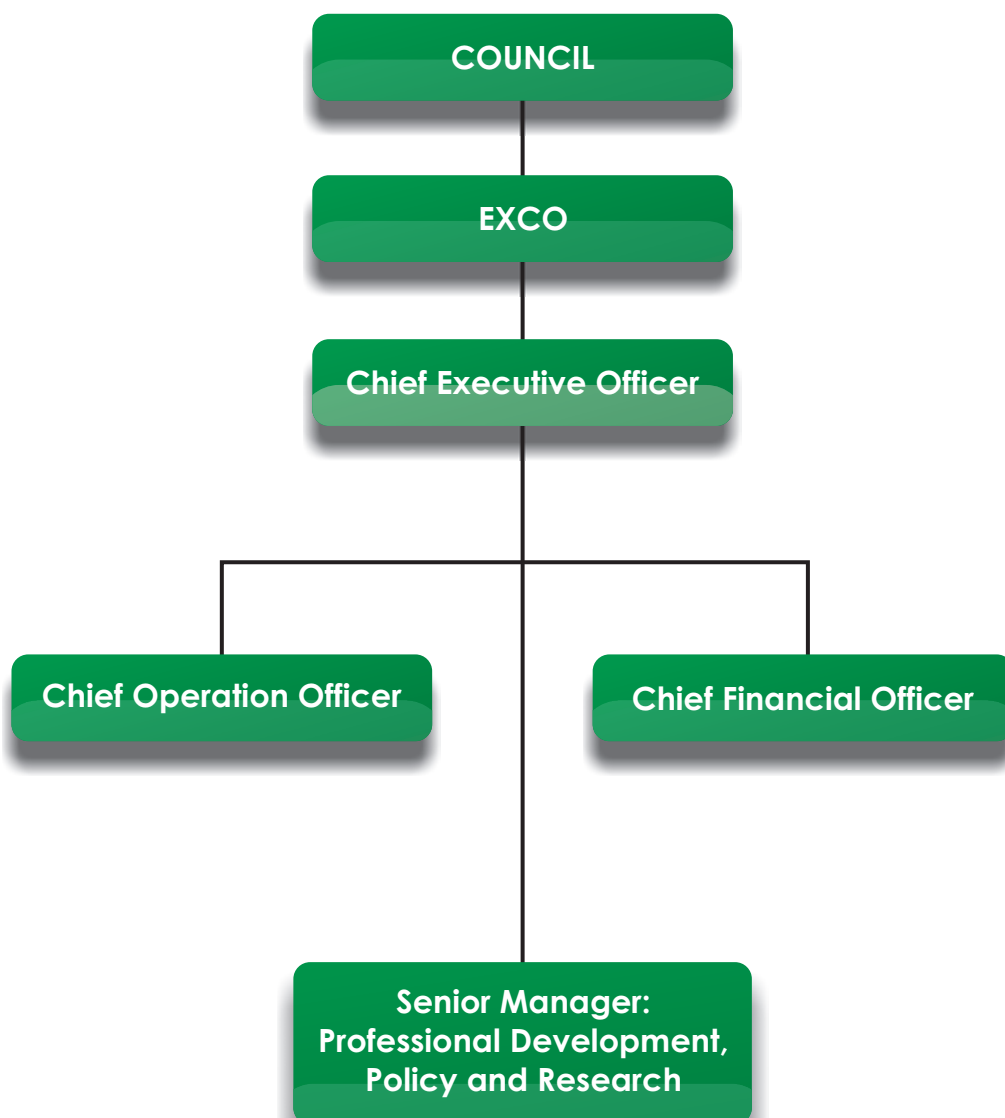 COUNCIL
EXCO
Chief Executive Officer
Chief Operation Officer
Chief Financial Officer
Senior Manager:
Professional Development,
Policy and Research